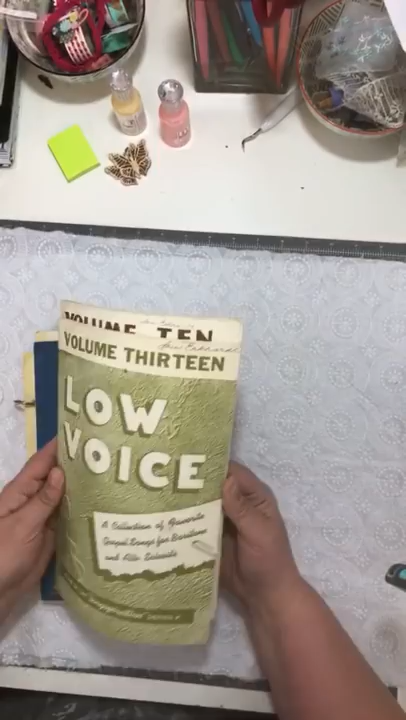 VOLUME TEN
VOLUME THIRTEEN
LOW
VOICE
A Collection of Favorite
Gospel Songs for Baritone
and Alto Soloists